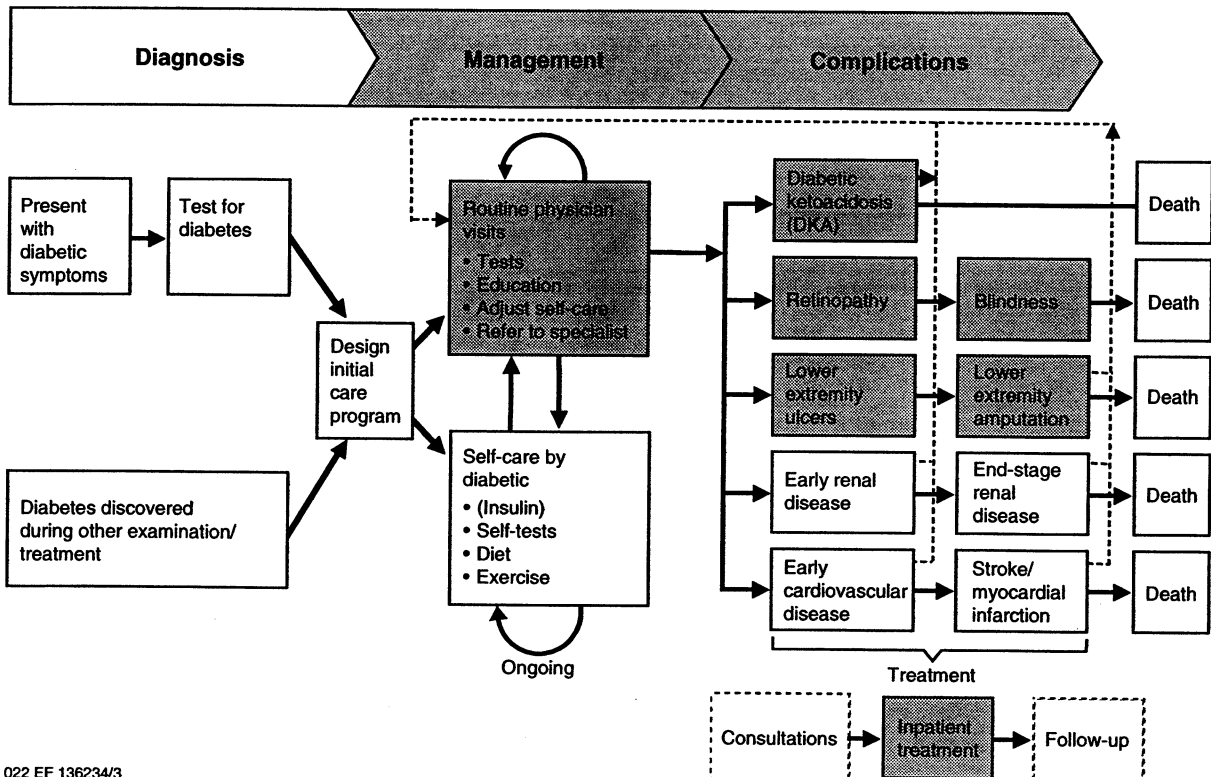 Diagnosis
Management
Complications
Present
with
diabetic
symptoms
Test for
diabetes
Design
initial
care
program
Diabetes discovered
during other examination/
treatment
Routine physician
visits
• Tests
• Education
• Adjust self-care
• Refer to specialist
Self-care by
diabetic
• (Insulin)
• Self-tests
• Diet
• Exercise
Ongoing
Diabetic
ketoacidosis
(DKA)
Death
Retinopathy
Blindness
Death
Lower
extremity
ulcers
Lower
extremity
amputation
Death
Early renal
disease
End-stage
renal
disease
Death
Early
cardiovascular
disease
Stroke/
myocardial
infarction
Death
Treatment
Consultations
Inpatient
treatment
Follow-up
022 EF 136234/3